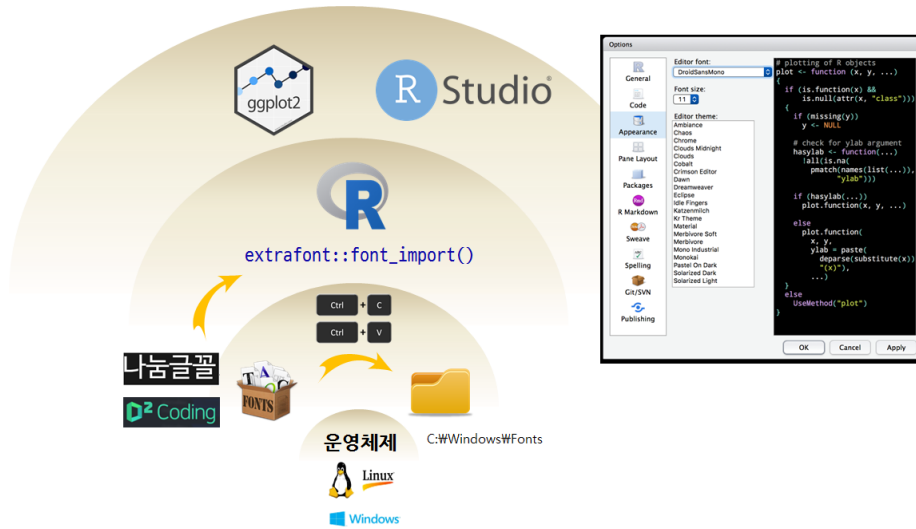 ggplot2
R Studio
R
extrafont::font_import()
Ctrl + C
Ctrl + V
나눔글꼴
D2 Coding
T A G C
FONTS
운영체제
C:₩Windows₩Fonts
Linux
Windows
Options
General
Code
Appearance
Pane Layout
Packages
R Markdown
Sweave
Spelling
Git/SVN
Publishing
Editor font:
DroidSansMono
Font size:
11
Editor theme:
Ambiance
Chaos
Chrome
Clouds Midnight
Clouds
Cobalt
Crimson Editor
Dawn
Dreamweaver
Eclipse
Idle Fingers
Katzenmilch
Kr Theme
Material
Merbivore Soft
Merbivore
Mono Industrial
Monokai
Pastel On Dark
Solarized Dark
Solarized Light
# plotting of R objects
plot <- function (x, y, ...)
{
if (is.function(x) &&
is.null(attr(x, "class")))
{
if (missing(y))
y <- NULL
# check for ylab argument
hasylab <- function(...)
!all(is.na(
pmatch(names(list(...)),
"ylab")))
if (hasylab(...))
plot.function(x, y, ...)
else
plot.function(
x, y,
ylab = paste(
deparse(substitute(x))
"(x)"),
...)
}
else
UseMethod("plot")
}
OK
Cancel
Apply